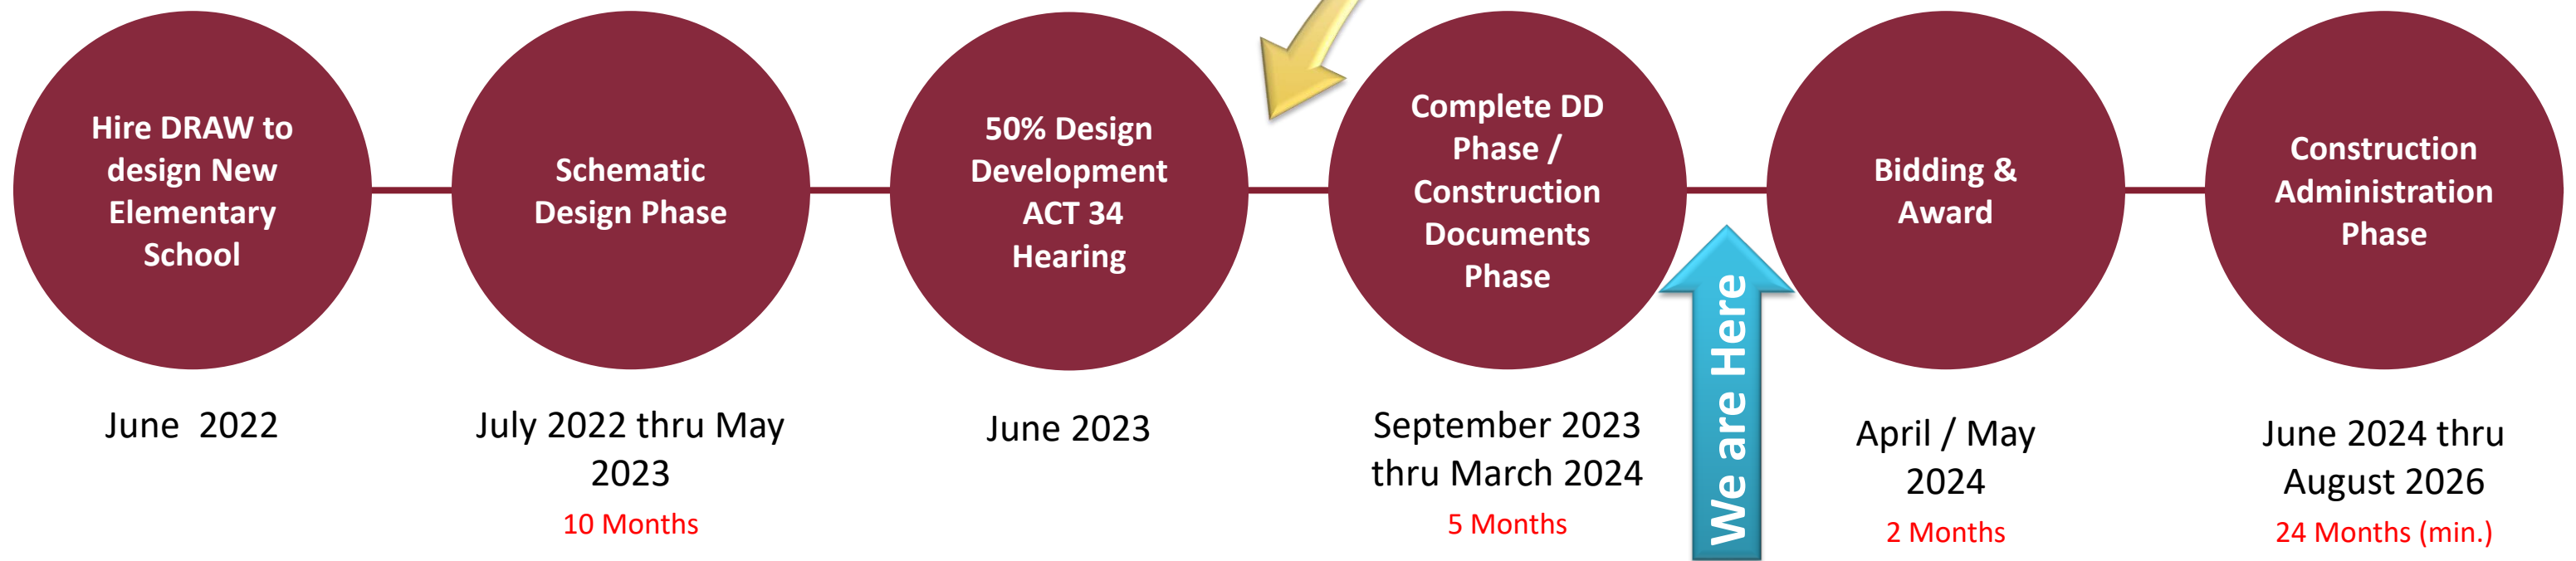 Hire DRAW to
design New
Elementary
School
Schematic
Design Phase
50% Design
Development
ACT 34
Hearing
Complete DD
Phase /
Construction
Documents
Phase
Bidding &
Award
Construction
Administration
Phase
We are Here
June 2022
July 2022 thru May
2023
10 Months
June 2023
September 2023
thru March 2024
5 Months
April / May
2024
2 Months
June 2024 thru
August 2026
24 Months (min.)